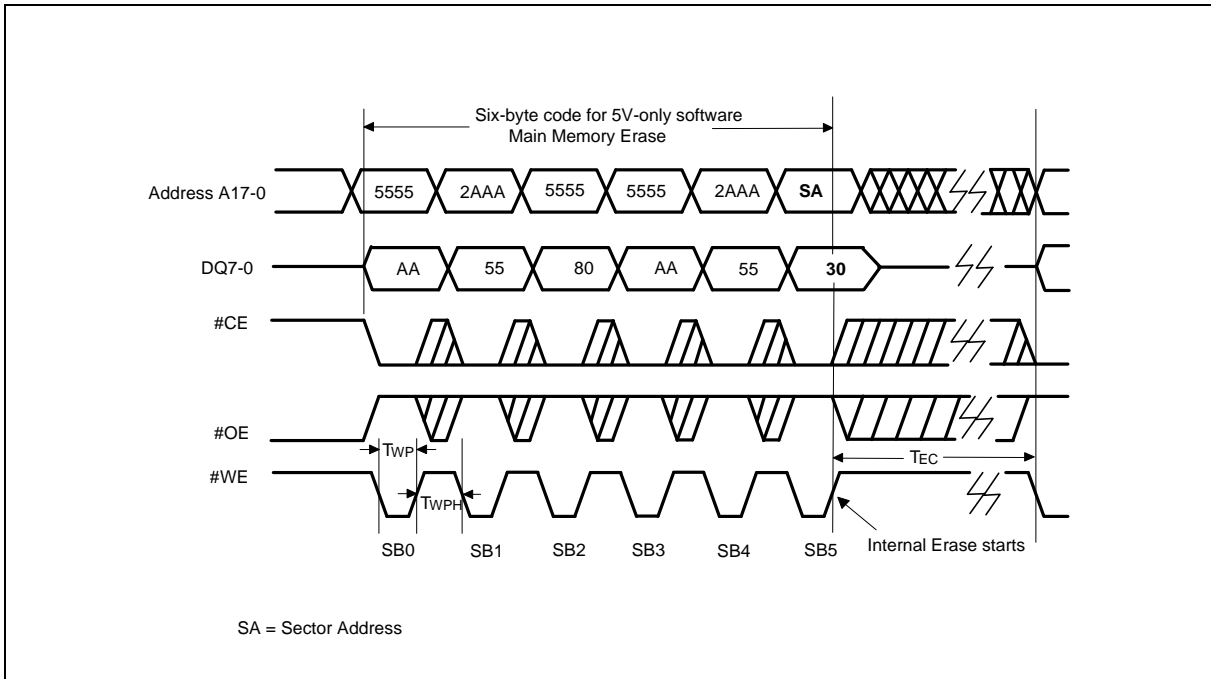 Six-byte code for 5V-only software
Main Memory Erase
Address A17-0
5555 2AAA 5555 5555 2AAA SA
DQ7-0
AA 55 80 AA 55 30
#CE
#OE
TWP
TEC
#WE
TWPH
SB0 SB1 SB2 SB3 SB4 SB5
Internal Erase starts
SA = Sector Address